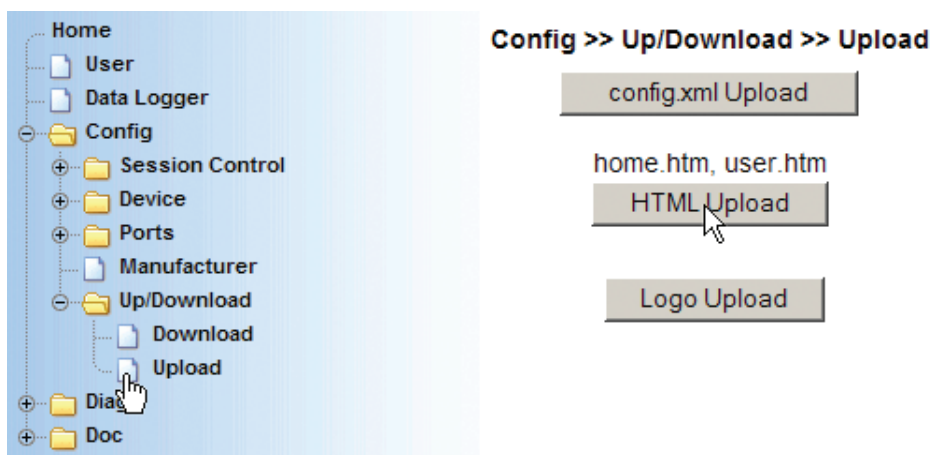 Home
User
Data Logger
Config
Session Control
Device
Ports
Manufacturer
Up/Download
Download
Upload
Doc
Config >> Up/Download >> Upload
config.xml Upload
home.htm, user.htm
HTML Upload
Logo Upload